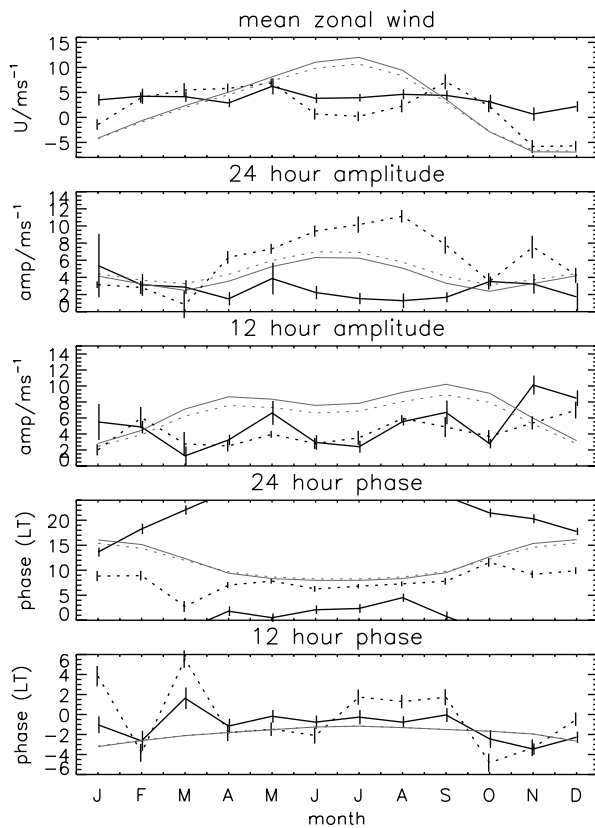 mean zonal wind
15
10
5
0
−5
U/ms⁻¹
24 hour amplitude
14
12
10
8
6
4
2
0
amp/ms⁻¹
12 hour amplitude
14
12
10
8
6
4
2
0
amp/ms⁻¹
24 hour phase
20
15
10
5
0
phase (LT)
12 hour phase
6
4
2
0
−2
−4
−6
phase (LT)
J F M A M J J A S O N D
month